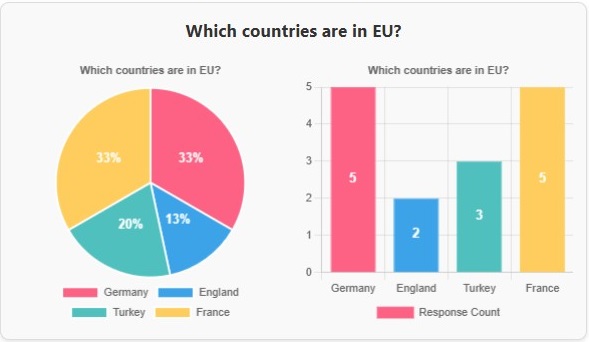 Which countries are in EU?
Which countries are in EU?
33% 33%
20% 13%
Germany England
Turkey France
Which countries are in EU?
5
4
3
2
1
0
5 2 3 5
Germany England Turkey France
Response Count